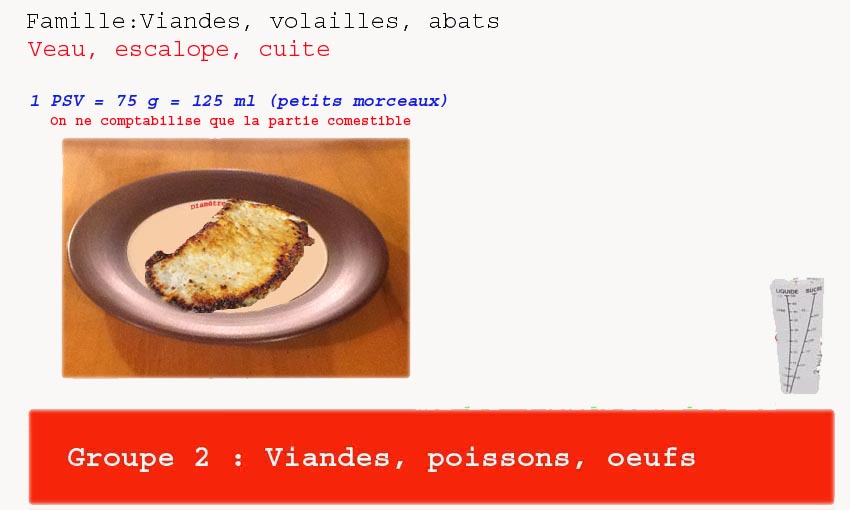 Famille:Viandes, volailles, abats
Veau, escalope, cuite
1 PSV = 75 g = 125 ml (petits morceaux)
On ne comptabilise que la partie comestible
Diamètre
LIQUIDE SUCRE
Groupe 2 : Viandes, poissons, oeufs